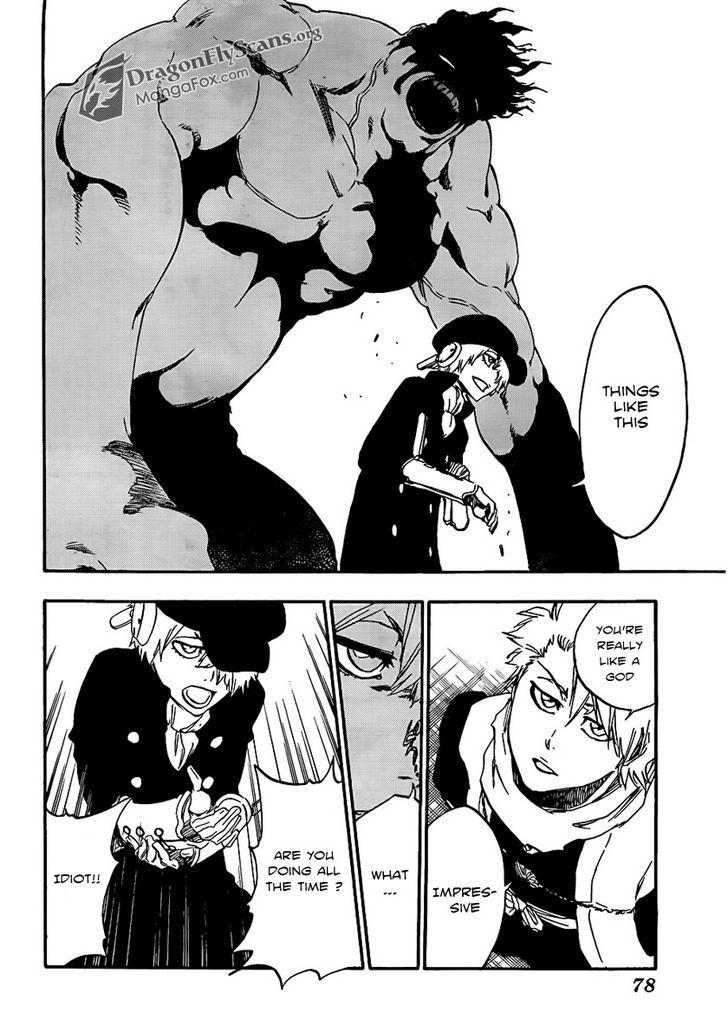 DragonFlyScans.org
MangaFox.com
THINGS
LIKE
THIS
YOU'RE
REALLY
LIKE A
GOD
IMPRES-
SIVE
WHAT
---
ARE YOU
DOING ALL
THE TIME ?
IDIOT!!
78